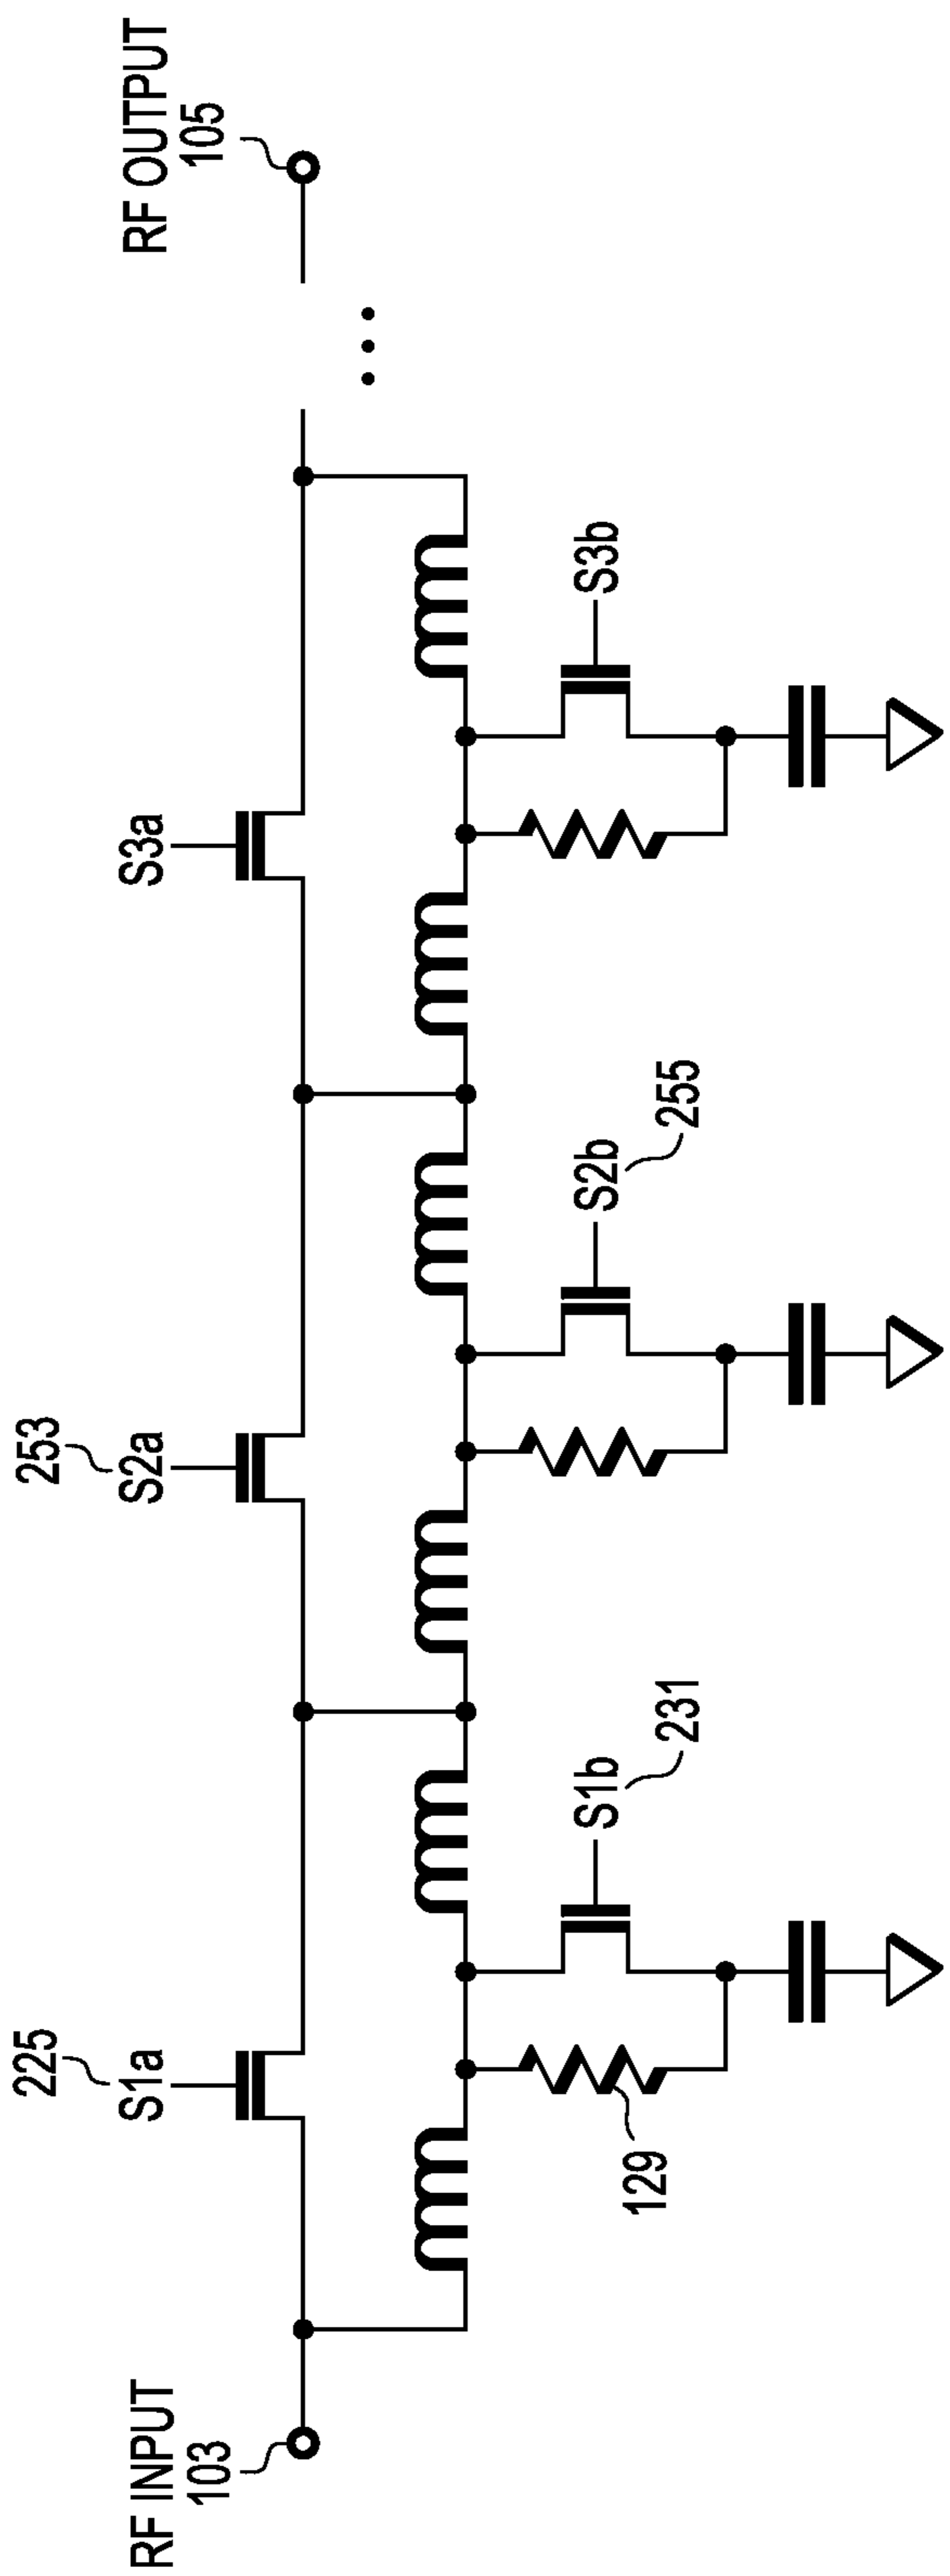 RF INPUT
103
225
S1a
129
S1b
231
253
S2a
S2b
255
S3a
S3b
RF OUTPUT
105